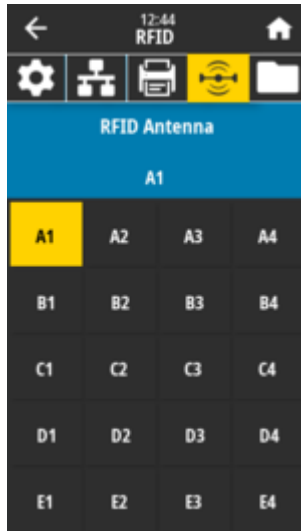 12:44
RFID
RFID Antenna
A1
A1 A2 A3 A4
B1 B2 B3 B4
C1 C2 C3 C4
D1 D2 D3 D4
E1 E2 E3 E4